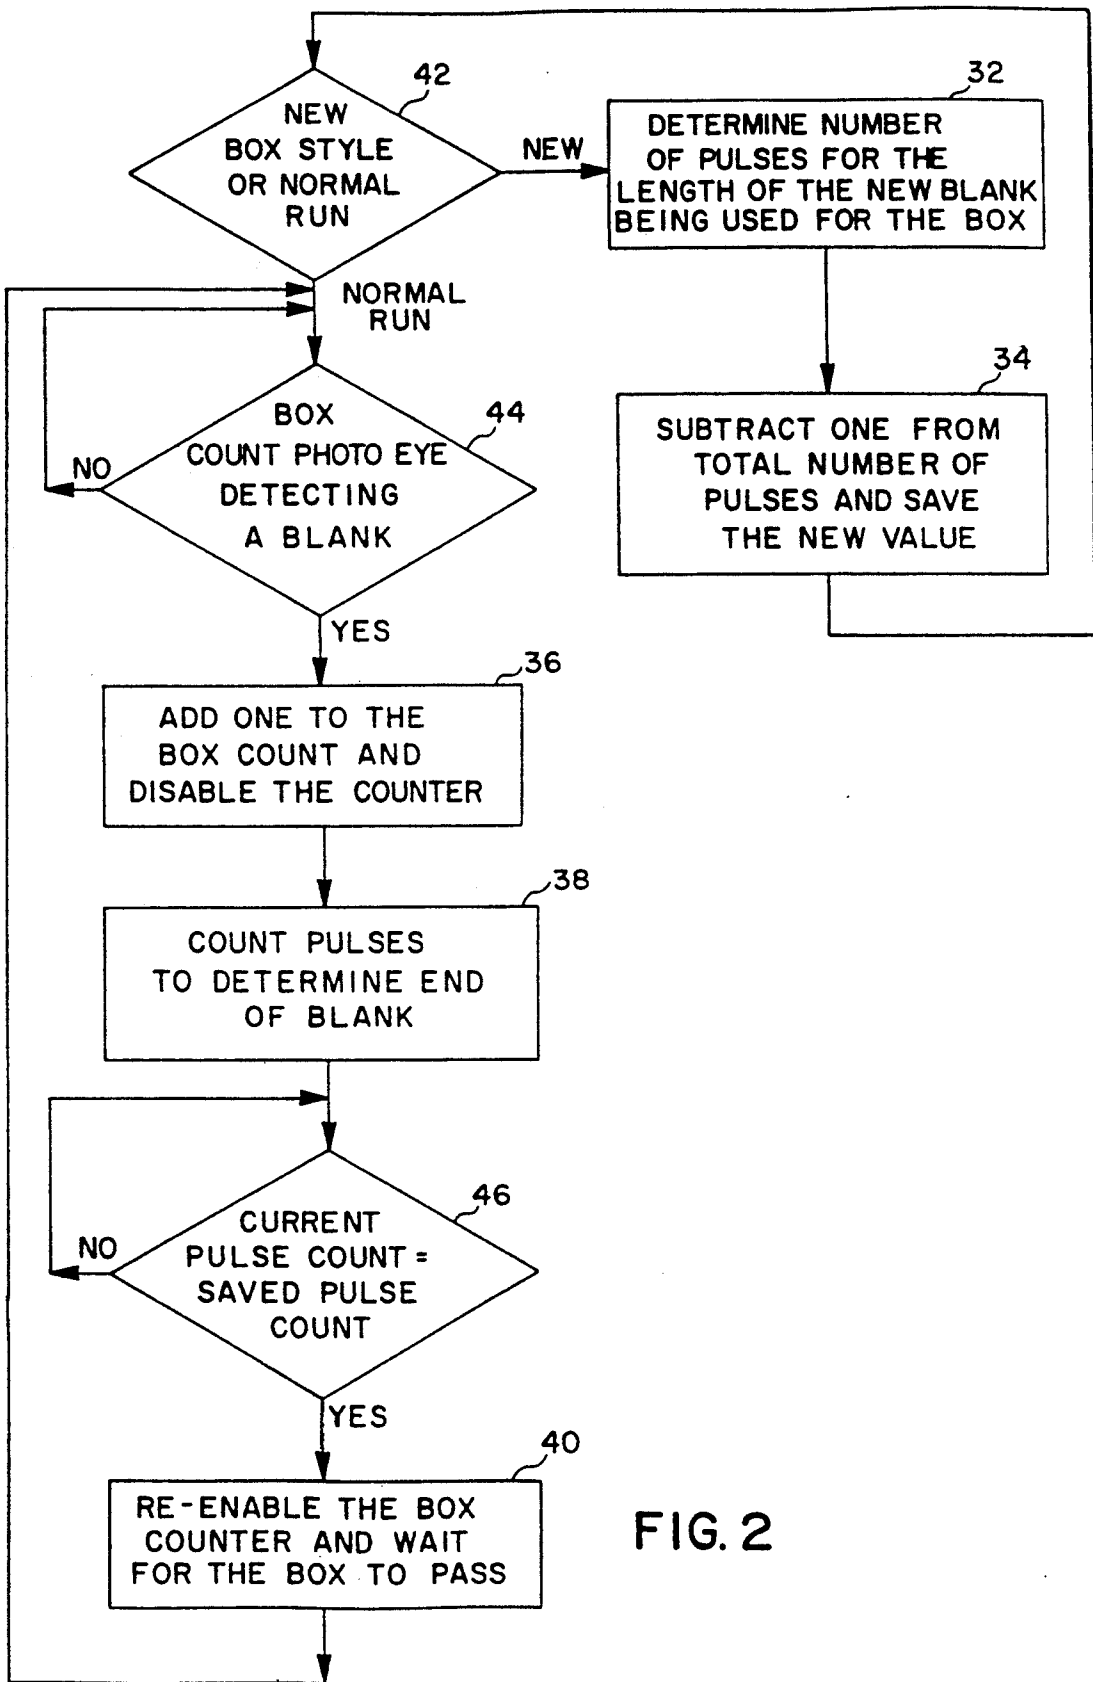 42
NEW
BOX STYLE
OR NORMAL
RUN
NEW
32
DETERMINE NUMBER
OF PULSES FOR THE
LENGTH OF THE NEW BLANK
BEING USED FOR THE BOX
NORMAL
RUN
34
SUBTRACT ONE FROM
TOTAL NUMBER OF
PULSES AND SAVE
THE NEW VALUE
44
BOX
COUNT PHOTO EYE
DETECTING
A BLANK
NO
YES
36
ADD ONE TO THE
BOX COUNT AND
DISABLE THE COUNTER
38
COUNT PULSES
TO DETERMINE END
OF BLANK
46
CURRENT
PULSE COUNT =
SAVED PULSE
COUNT
NO
YES
40
RE-ENABLE THE BOX
COUNTER AND WAIT
FOR THE BOX TO PASS
FIG. 2